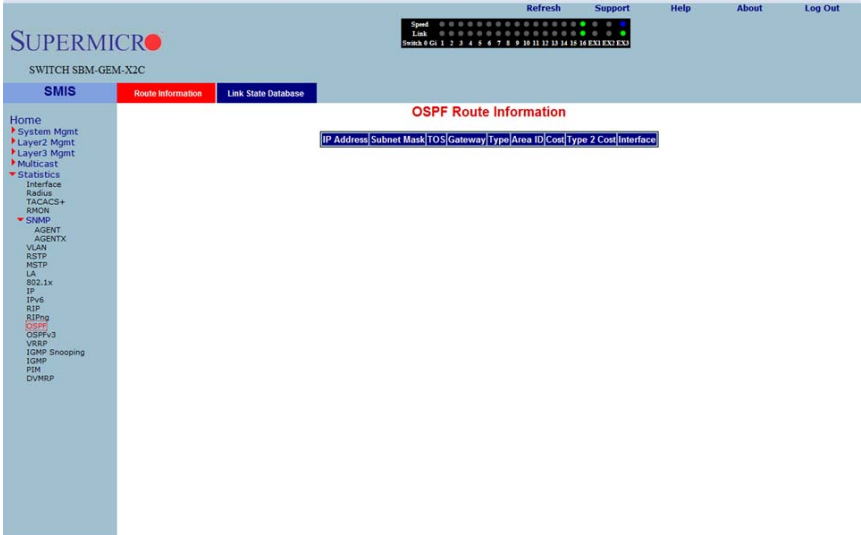 Refresh Support Help About Log Out
SUPERMICR
SWITCH SBM-GEM-X2C
Speed
Link
Switch 0 Gi 1 2 3 4 5 6 7 8 9 10 11 12 13 14 15 16 EX1 EX2 EX3
SMIS
Route Information Link State Database
OSPF Route Information
IP Address Subnet Mask TOS Gateway Type Area ID Cost Type 2 Cost Interface
Home
System Mgmt
Layer2 Mgmt
Layer3 Mgmt
Multicast
Statistics
Interface
Radius
TACACS+
RMON
SNMP
AGENT
AGENTX
VLAN
RSTP
MSTP
LA
802.1x
IP
IPv6
RIP
RIPng
OSPF
OSPFv3
VRRP
IGMP Snooping
IGMP
PIM
DVMRP